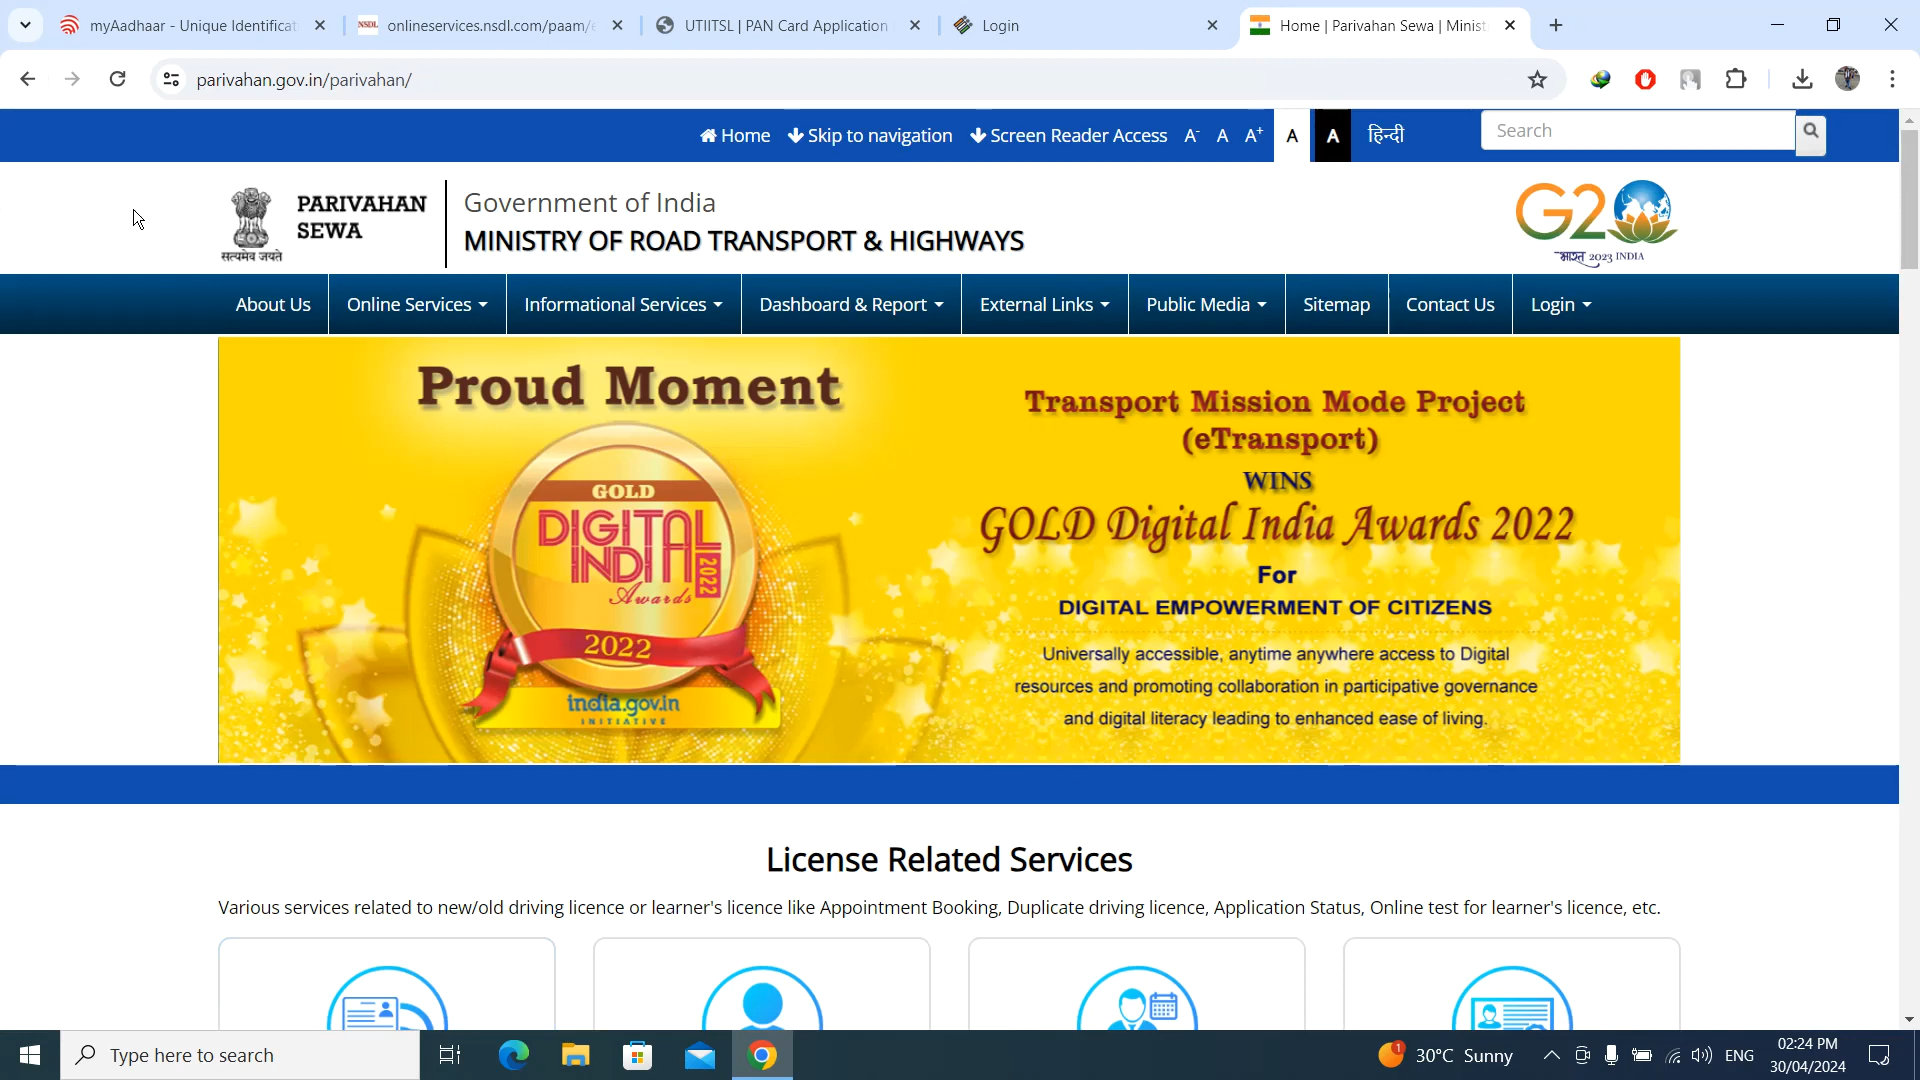 myAadhaar - Unique Identificat
onlineservices.nsdl.com/paam/e
UTIITSL | PAN Card Application
Login
Home | Parivahan Sewa | Minist
parivahan.gov.in/parivahan/
Home Skip to navigation Screen Reader Access A- A A+ A A हिन्दी Search
PARIVAHAN
SEWA
सत्यमेव जयते
Government of India
MINISTRY OF ROAD TRANSPORT & HIGHWAYS
G20
भारत 2023 INDIA
About Us Online Services Informational Services Dashboard & Report External Links Public Media Sitemap Contact Us Login
Proud Moment
GOLD
DIGITAL
INDIA
2022
Awards
2022
india.gov.in
INITIATIVE
Transport Mission Mode Project
(eTransport)
WINS
GOLD Digital India Awards 2022
For
DIGITAL EMPOWERMENT OF CITIZENS
Universally accessible, anytime anywhere access to Digital
resources and promoting collaboration in participative governance
and digital literacy leading to enhanced ease of living.
License Related Services
Various services related to new/old driving licence or learner's licence like Appointment Booking, Duplicate driving licence, Application Status, Online test for learner's licence, etc.
Type here to search
1
30°C Sunny
ENG
02:24 PM
30/04/2024